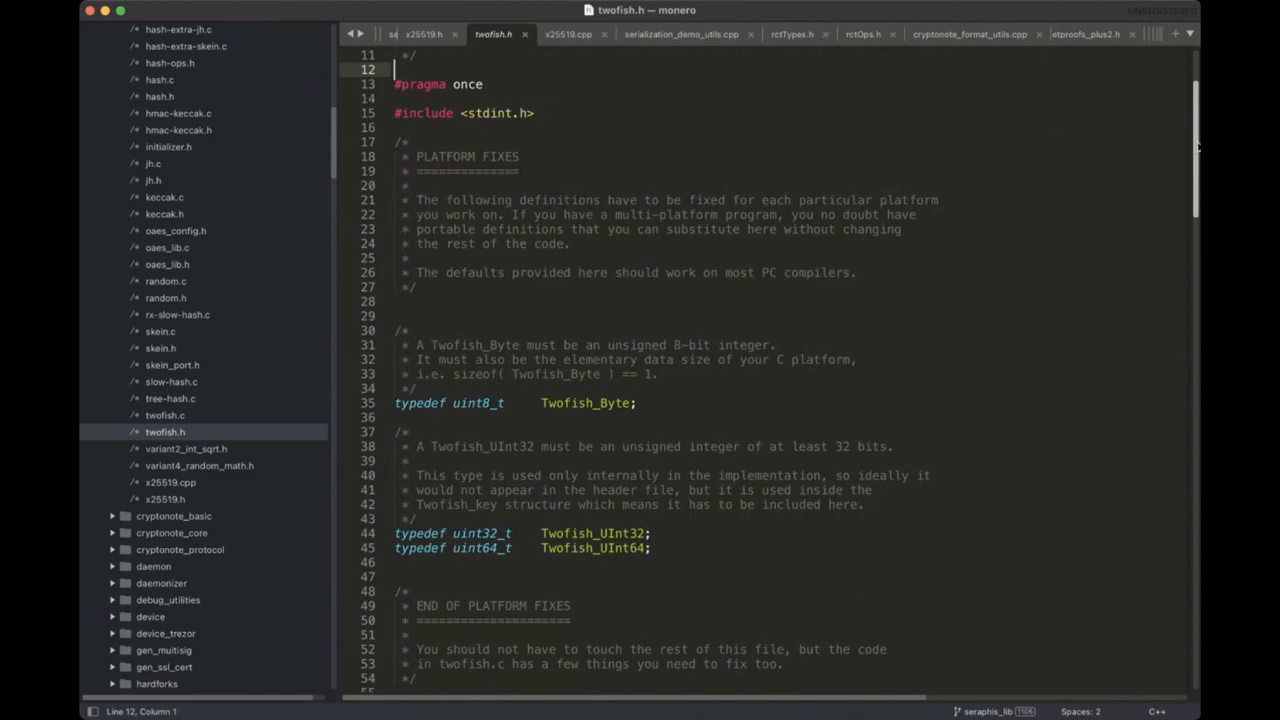 twofish.h — monero
UNREGISTERED
x25519.h
twofish.h
x25519.cpp
serialization_demo_utils.cpp
rctTypes.h
rctOps.h
cryptonote_format_utils.cpp
etproofs_plus2.h
hash-extra-jh.c
hash-extra-skein.c
hash-ops.h
hash.c
hash.h
hmac-keccak.c
hmac-keccak.h
initializer.h
jh.c
jh.h
keccak.c
keccak.h
oaes_config.h
oaes_lib.c
oaes_lib.h
random.c
random.h
rx-slow-hash.c
skein.c
skein.h
skein_port.h
slow-hash.c
tree-hash.c
twofish.c
twofish.h
variant2_int_sqrt.h
variant4_random_math.h
x25519.cpp
x25519.h
cryptonote_basic
cryptonote_core
cryptonote_protocol
daemon
daemonizer
debug_utilities
device
device_trezor
gen_multisig
gen_ssl_cert
hardforks
11 */
12
13 #pragma once
14
15 #include <stdint.h>
16
17 /*
18 * PLATFORM FIXES
19 * ==============
20 *
21 * The following definitions have to be fixed for each particular platform
22 * you work on. If you have a multi-platform program, you no doubt have
23 * portable definitions that you can substitute here without changing
24 * the rest of the code.
25 *
26 * The defaults provided here should work on most PC compilers.
27 */
28
29
30 /*
31 * A Twofish_Byte must be an unsigned 8-bit integer.
32 * It must also be the elementary data size of your C platform,
33 * i.e. sizeof( Twofish_Byte ) == 1.
34 */
35 typedef uint8_t Twofish_Byte;
36
37 /*
38 * A Twofish_UInt32 must be an unsigned integer of at least 32 bits.
39 *
40 * This type is used only internally in the implementation, so ideally it
41 * would not appear in the header file, but it is used inside the
42 * Twofish_key structure which means it has to be included here.
43 */
44 typedef uint32_t Twofish_UInt32;
45 typedef uint64_t Twofish_UInt64;
46
47
48 /*
49 * END OF PLATFORM FIXES
50 * =====================
51 *
52 * You should not have to touch the rest of this file, but the code
53 * in twofish.c has a few things you need to fix too.
54 */
Line 12, Column 1
seraphis_lib 1106
Spaces: 2
C++